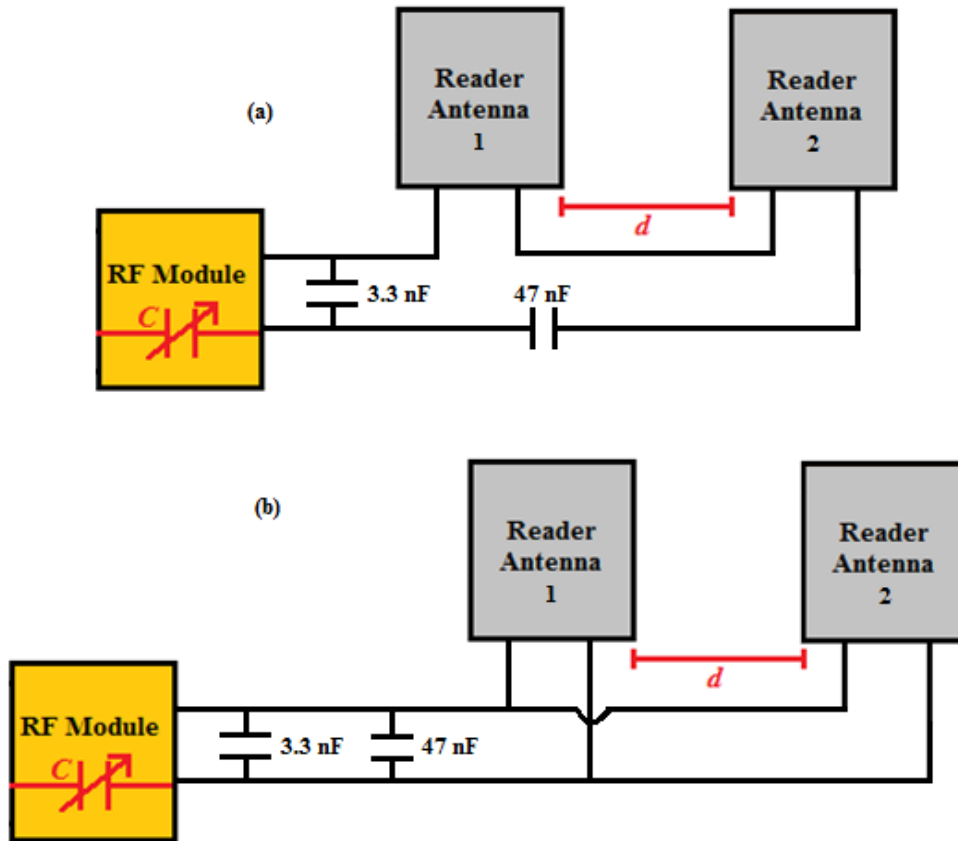 (a)
Reader
Antenna
1
Reader
Antenna
2
d
RF Module
C
3.3 nF
47 nF
(b)
Reader
Antenna
1
Reader
Antenna
2
d
RF Module
C
3.3 nF
47 nF